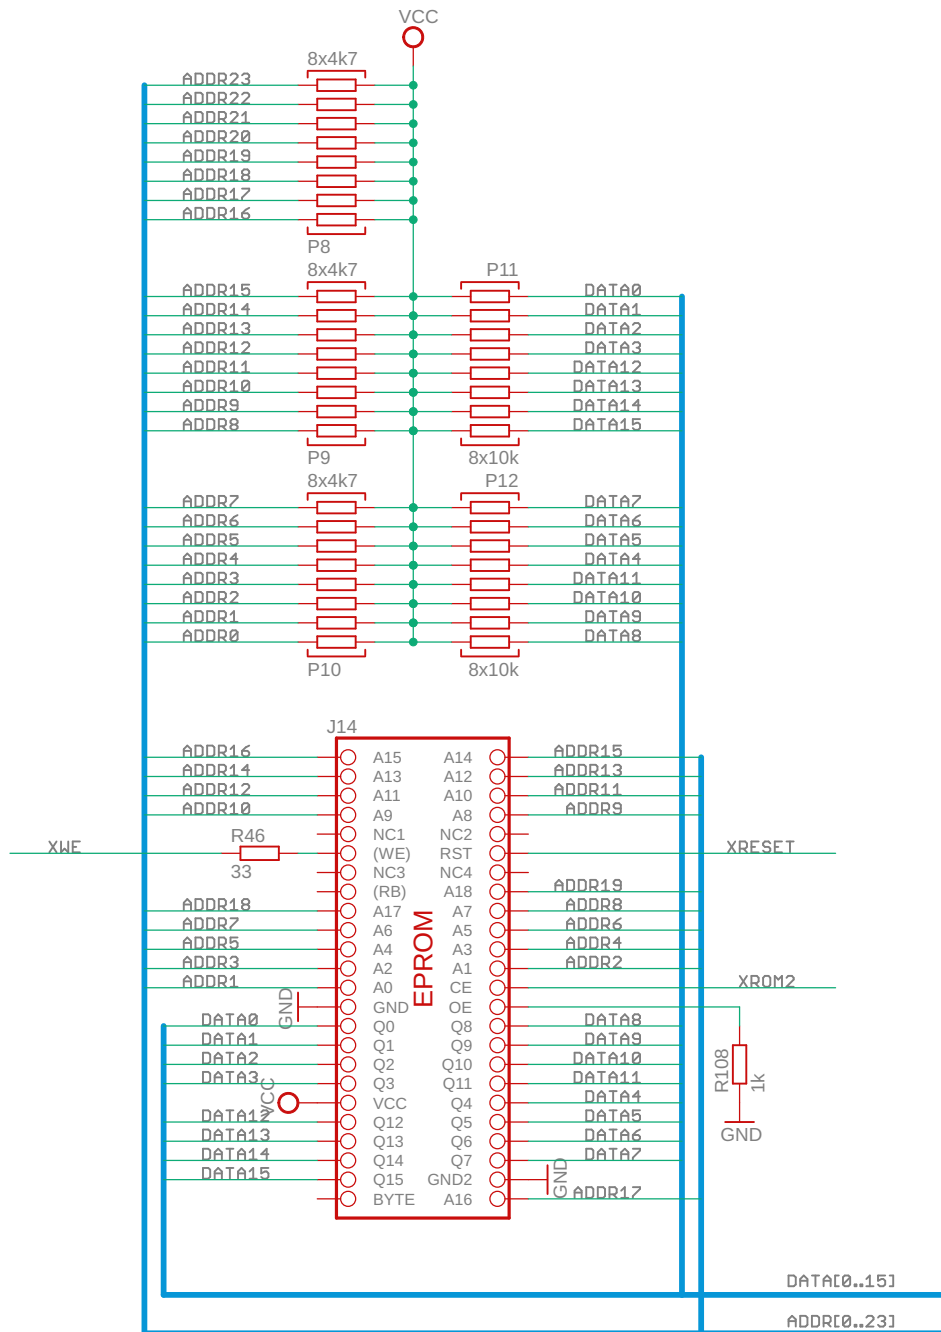 VCC
8x4k7
ADDR23
ADDR22
ADDR21
ADDR20
ADDR19
ADDR18
ADDR17
ADDR16
P8
8x4k7 P11
ADDR15 DATA0
ADDR14 DATA1
ADDR13 DATA2
ADDR12 DATA3
ADDR11 DATA12
ADDR10 DATA13
ADDR9 DATA14
ADDR8 DATA15
P9 8x10k
8x4k7 P12
ADDR7 DATA7
ADDR6 DATA6
ADDR5 DATA5
ADDR4 DATA4
ADDR3 DATA11
ADDR2 DATA10
ADDR1 DATA9
ADDR0 DATA8
P10 8x10k
J14
ADDR16 A15 A14 ADDR15
ADDR14 A13 A12 ADDR13
ADDR12 A11 A10 ADDR11
ADDR10 A9 A8 ADDR9
R46 NC1 NC2
XWE (WE) RST XRESET
33 NC3 NC4
(RB) A18 ADDR19
ADDR18 A17 A7 ADDR8
ADDR7 A6 A5 ADDR6
ADDR5 A4 A3 ADDR4
ADDR3 A2 A1 ADDR2
ADDR1 A0 CE XROM2
EPROM
GND GND OE
DATA0 Q0 Q8 DATA8
DATA1 Q1 Q9 DATA9
DATA2 Q2 Q10 DATA10
DATA3 Q3 Q11 DATA11
R108 1k
VCC VCC Q4 DATA4
DATA12 Q12 Q5 DATA5
DATA13 Q13 Q6 DATA6
GND
DATA14 Q14 Q7 DATA7
DATA15 Q15 GND2 GND
BYTE A16 ADDR17
DATA[0..15]
ADDR[0..23]